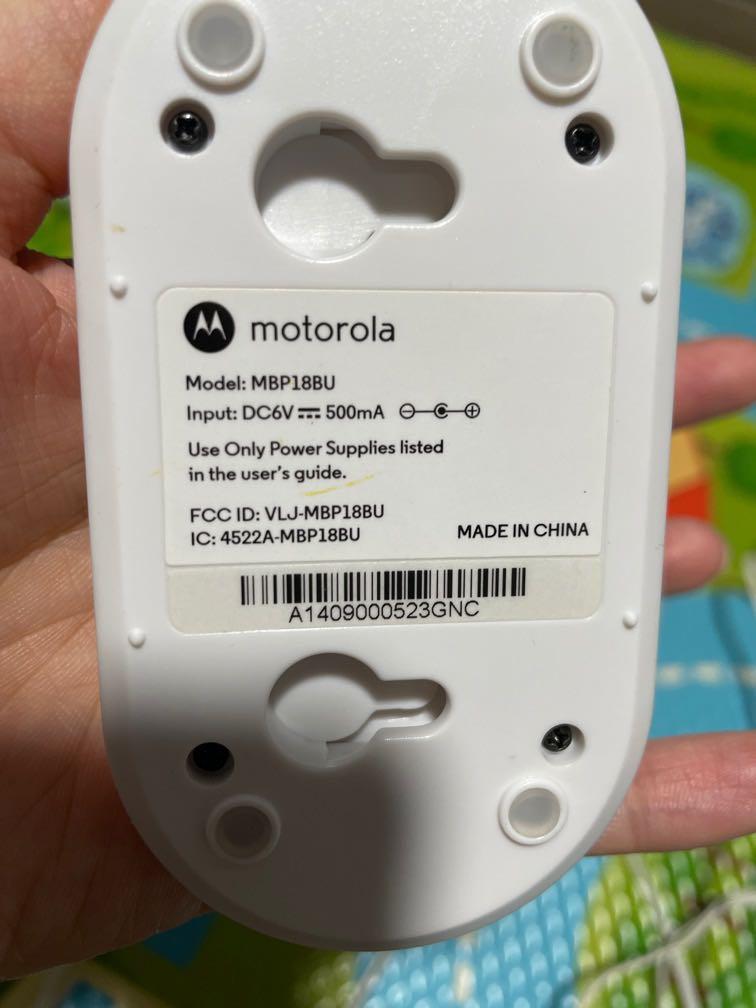 motorola
Model: MBP18BU
Input: DC6V⎓500mA
Use Only Power Supplies listed
in the user's guide.
FCC ID: VLJ-MBP18BU
IC: 4522A-MBP18BU
MADE IN CHINA
A1409000523GNC